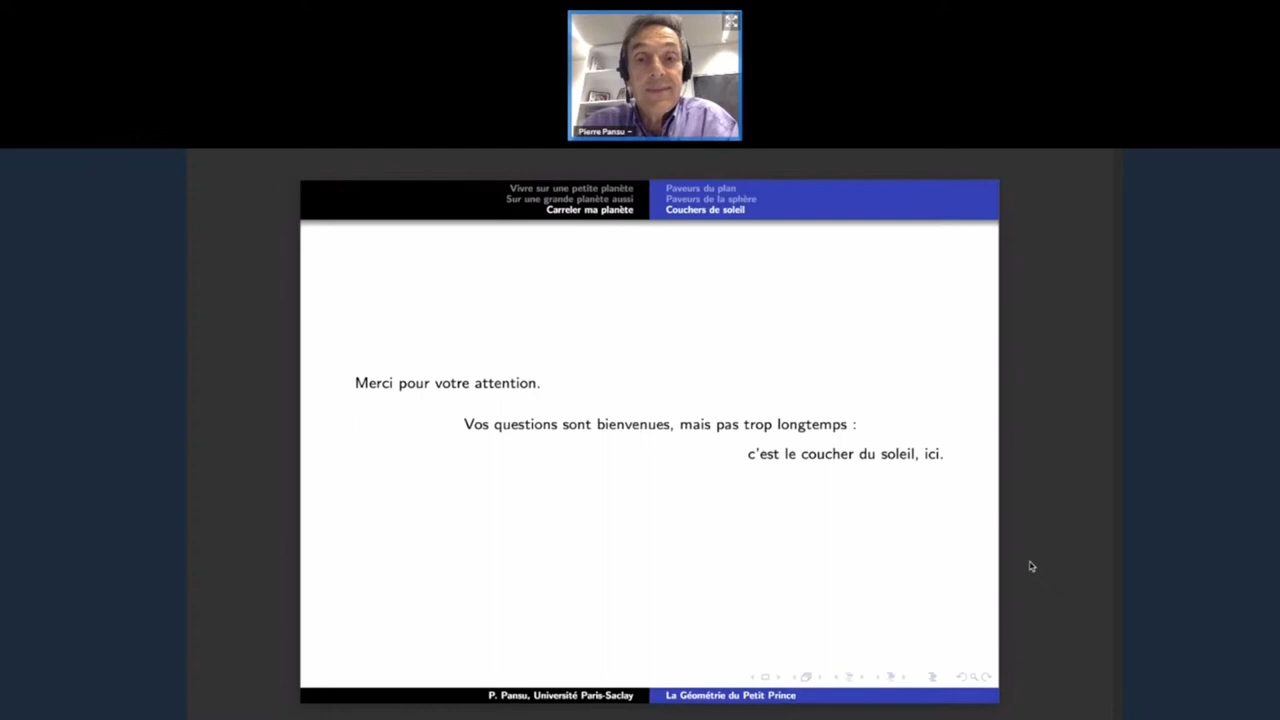 Pierre Pansu
Vivre sur une petite planète
Sur une grande planète aussi
Carreler ma planète
Paveurs du plan
Paveurs de la sphère
Couchers de soleil
Merci pour votre attention.
Vos questions sont bienvenues, mais pas trop longtemps :
c'est le coucher du soleil, ici.
P. Pansu, Université Paris-Saclay
La Géométrie du Petit Prince